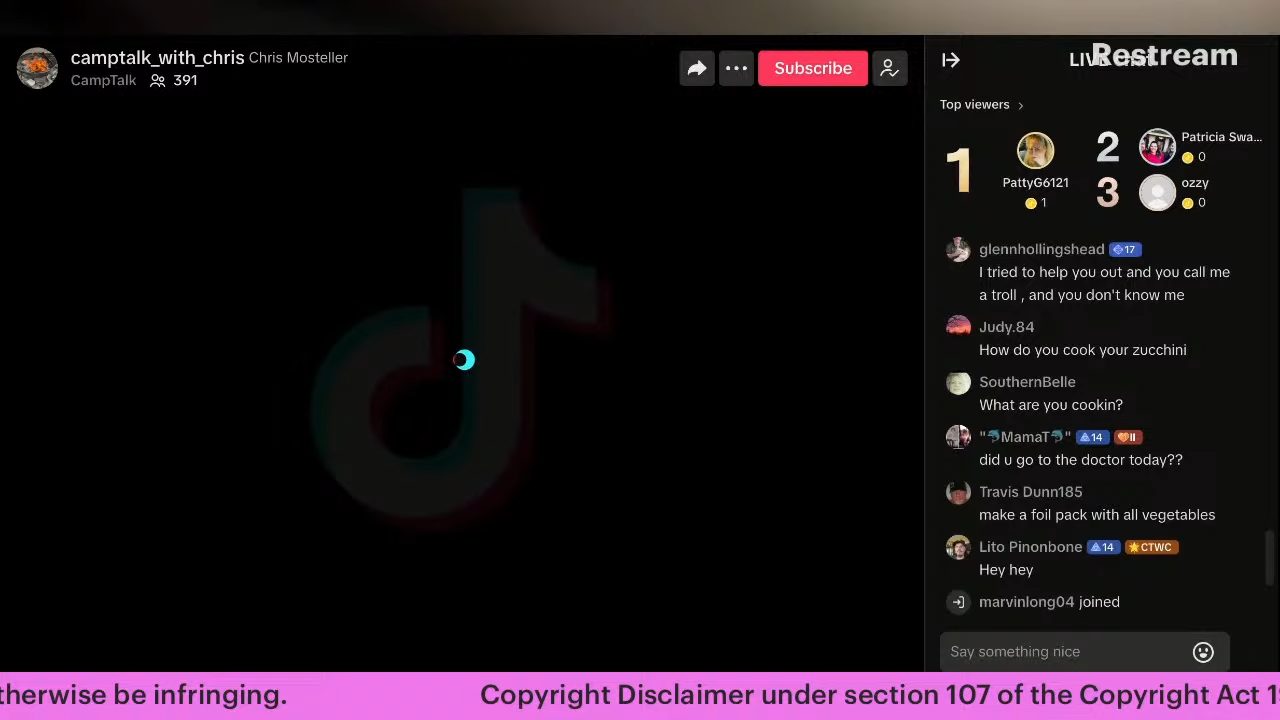 camptalk_with_chris Chris Mosteller
CampTalk 391
Subscribe
Restream
Top viewers
1
PattyG6121
1
2
Patricia Swa...
0
3
ozzy
0
glennhollingshead 17
I tried to help you out and you call me
a troll , and you don't know me
Judy.84
How do you cook your zucchini
SouthernBelle
What are you cookin?
"🐬MamaT🐬" 14 II
did u go to the doctor today??
Travis Dunn185
make a foil pack with all vegetables
Lito Pinonbone 14 CTWC
Hey hey
marvinlong04 joined
Say something nice
therwise be infringing. Copyright Disclaimer under section 107 of the Copyright Act